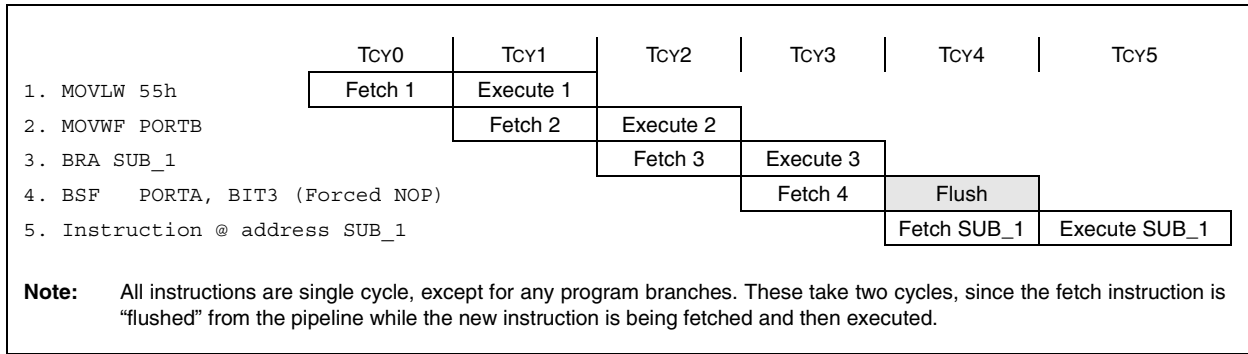 TCY0 TCY1 TCY2 TCY3 TCY4 TCY5
1. MOVLW 55h Fetch 1 Execute 1
2. MOVWF PORTB Fetch 2 Execute 2
3. BRA SUB_1 Fetch 3 Execute 3
4. BSF PORTA, BIT3 (Forced NOP) Fetch 4 Flush
5. Instruction @ address SUB_1 Fetch SUB_1 Execute SUB_1
Note: All instructions are single cycle, except for any program branches. These take two cycles, since the fetch instruction is
“flushed” from the pipeline while the new instruction is being fetched and then executed.